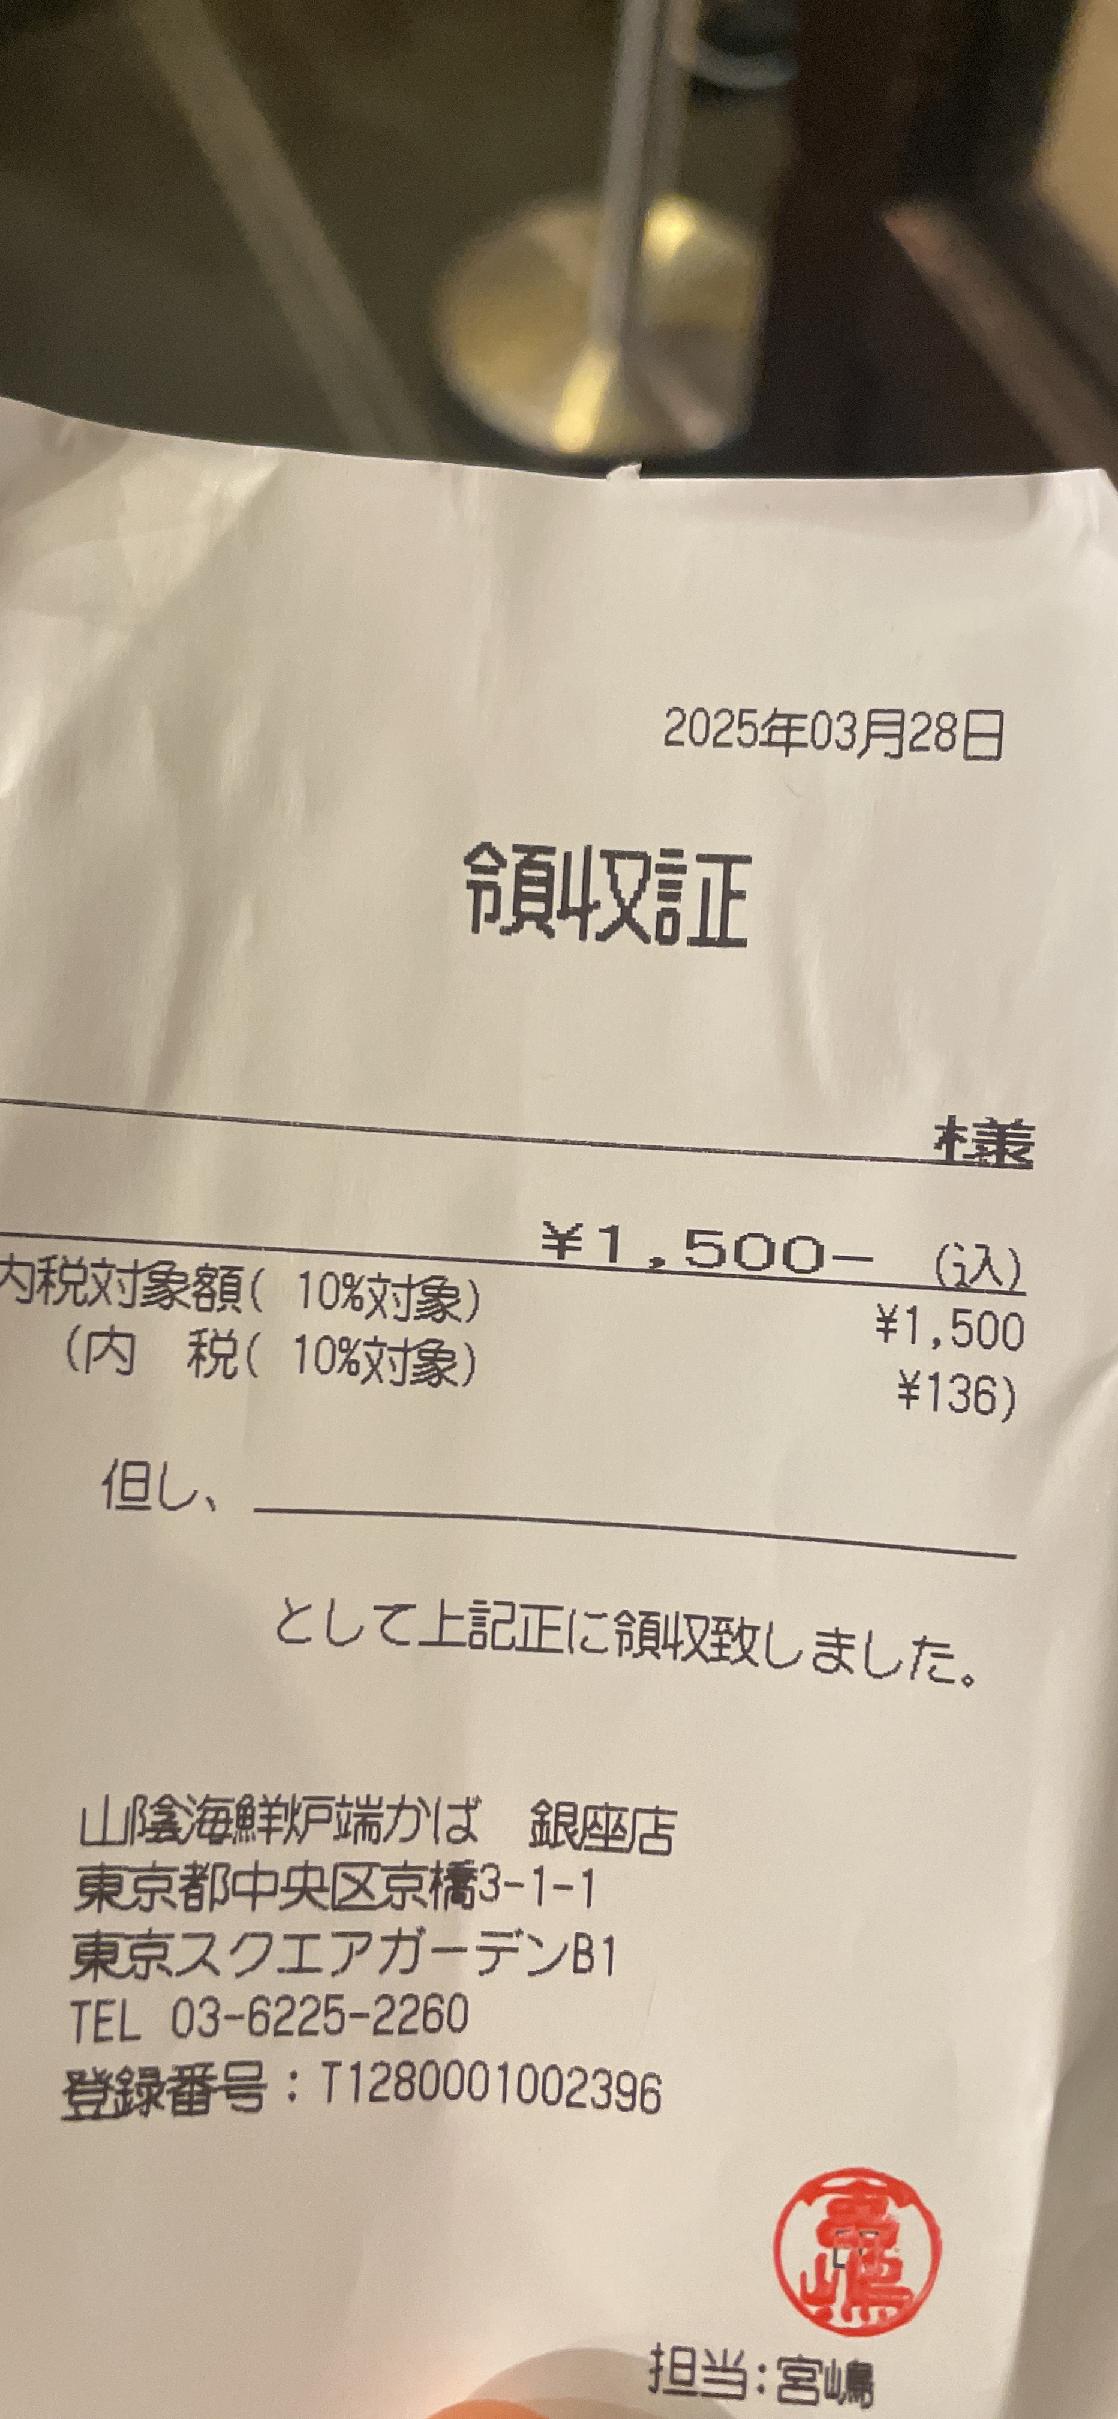 2025年03月28日
領収証
様
¥1,500− (込)
内税対象額( 10%対象) ¥1,500
(内 税( 10%対象) ¥136)
但し、
として上記正に領収致しました。
山陰海鮮炉端かば 銀座店
東京都中央区京橋3-1-1
東京スクエアガーデンB1
TEL 03-6225-2260
登録番号:T1280001002396
担当:宮嶋